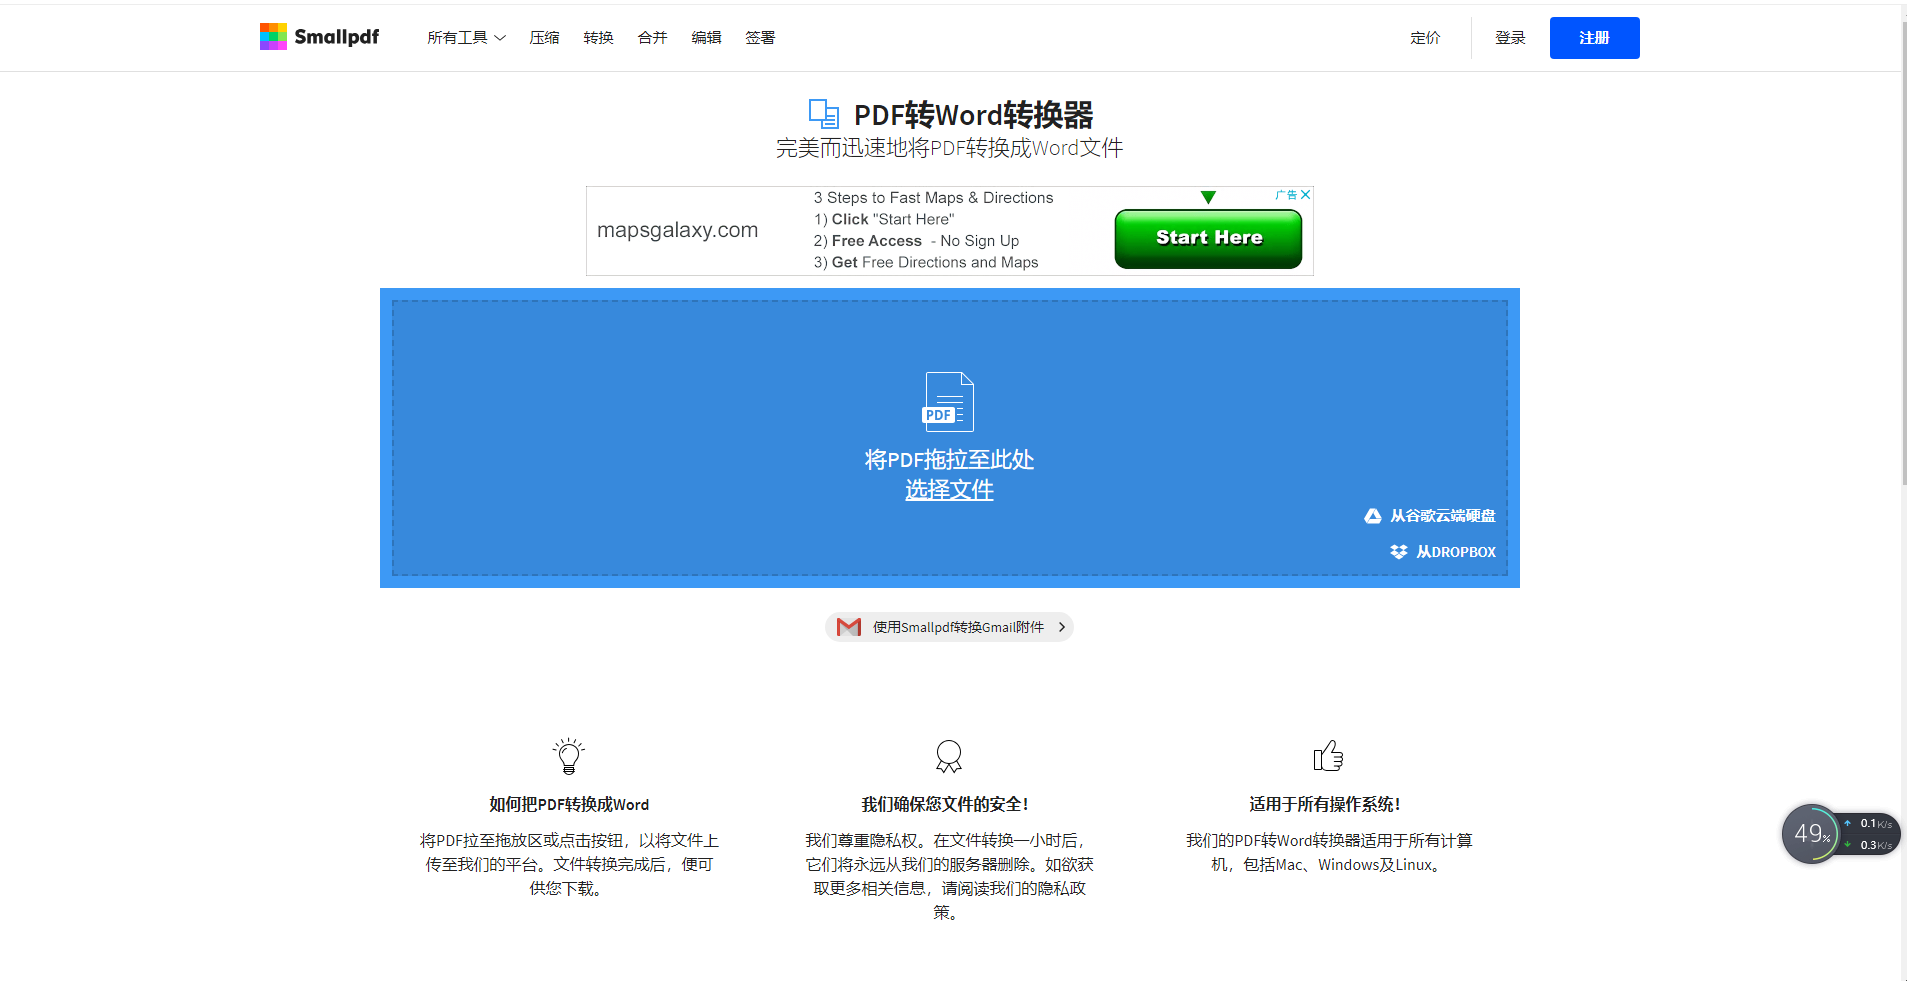 Smallpdf 所有工具 压缩 转换 合并 编辑 签署 定价 登录 注册
PDF转Word转换器
完美而迅速地将PDF转换成Word文件
mapsgalaxy.com
3 Steps to Fast Maps & Directions
1) Click "Start Here"
2) Free Access - No Sign Up
3) Get Free Directions and Maps
Start Here
广告
PDF
将PDF拖拉至此处
选择文件
从谷歌云端硬盘
从DROPBOX
使用Smallpdf转换Gmail附件
如何把PDF转换成Word
将PDF拉至拖放区或点击按钮，以将文件上
传至我们的平台。文件转换完成后，便可
供您下载。
我们确保您文件的安全！
我们尊重隐私权。在文件转换一小时后，
它们将永远从我们的服务器删除。如欲获
取更多相关信息，请阅读我们的隐私政
策。
适用于所有操作系统！
我们的PDF转Word转换器适用于所有计算
机，包括Mac、Windows及Linux。
49%
0.1K/s
0.3K/s